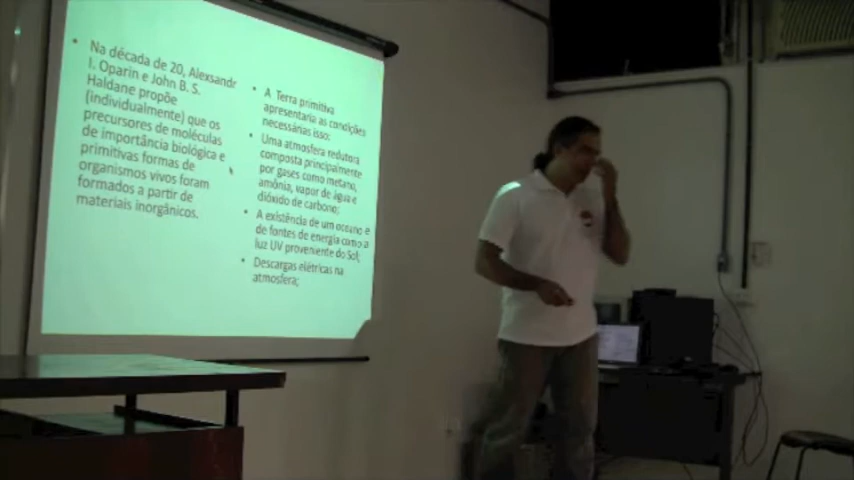 Na década de 20, Alexsandr
I. Oparin e John B. S.
Haldane propõe
(individualmente) que os
precursores de moléculas
de importância biológica e
primitivas formas de
organismos vivos foram
formados a partir de
materiais inorgânicos.
A Terra primitiva
apresentaria as condições
necessárias isso:
Uma atmosfera redutora
composta principalmente
por gases como metano,
amônia, vapor de água e
dióxido de carbono;
A existência de um oceano e
de fontes de energia como a
luz UV proveniente do Sol;
Descargas elétricas na
atmosfera;